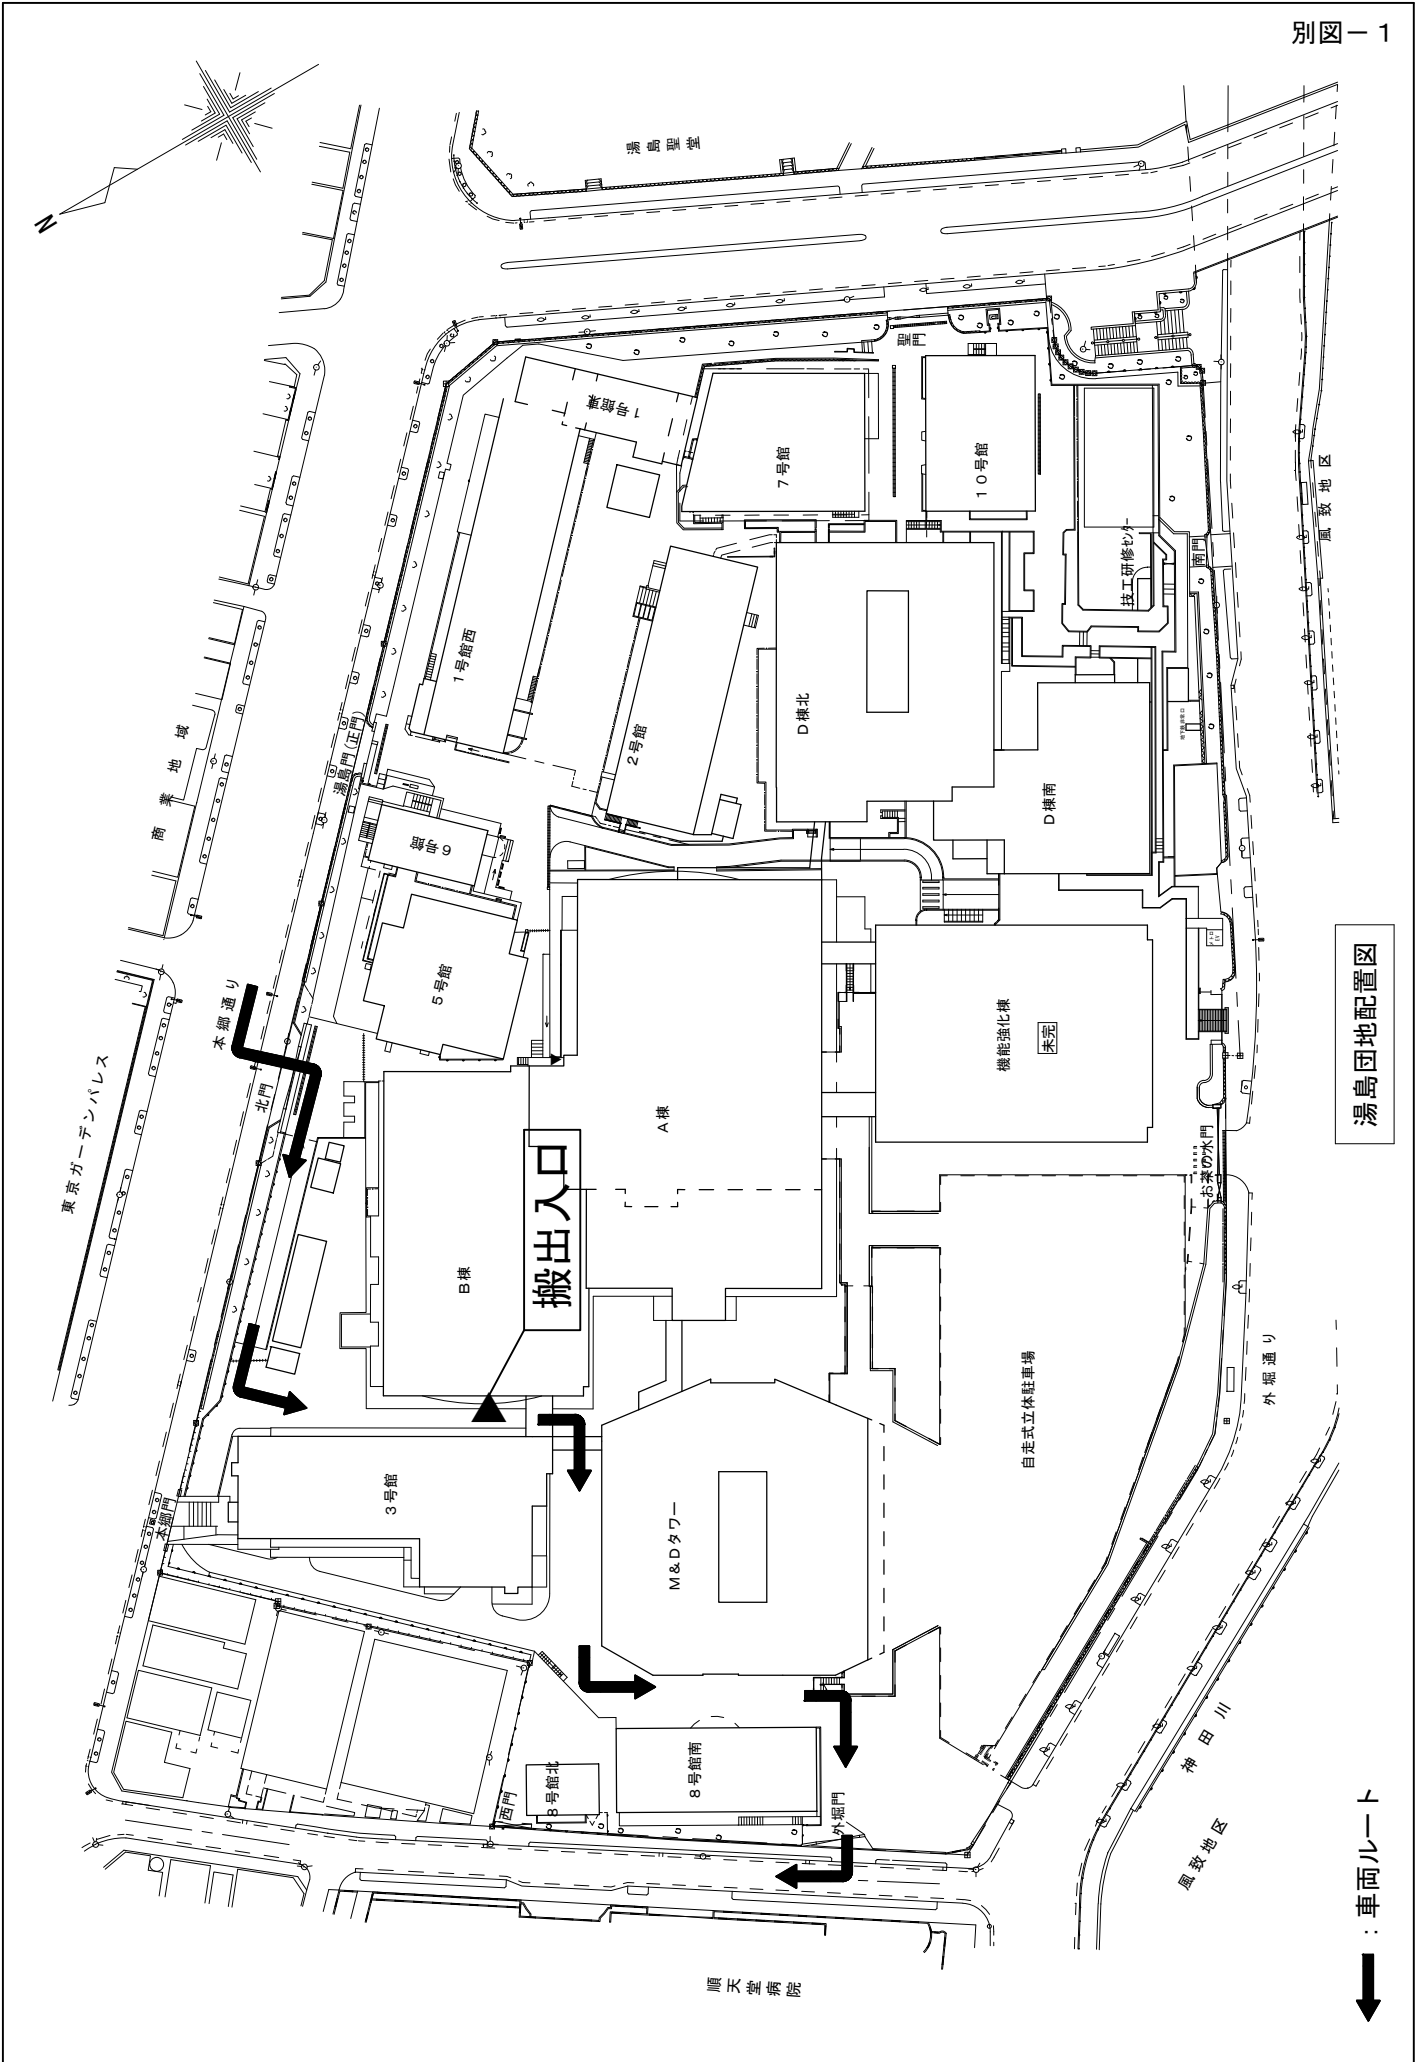 別図－１
N
湯島聖堂
商業地域
東京ガーデンパレス
本郷通り
北門
湯島門(正門)
１号館東
１号館西
２号館
６号館
５号館
７号館
聖門
１０号館
技工研修センター
南門
風致地区
D棟北
D棟南
A棟
B棟
搬出入口
機能強化棟
未完
お茶の水門
自走式立体駐車場
外堀通り
３号館
本郷門
M＆Dタワー
８号館北
８号館南
西門
外堀門
神田川
風致地区
順天堂病院
湯島団地配置図
：車両ルート